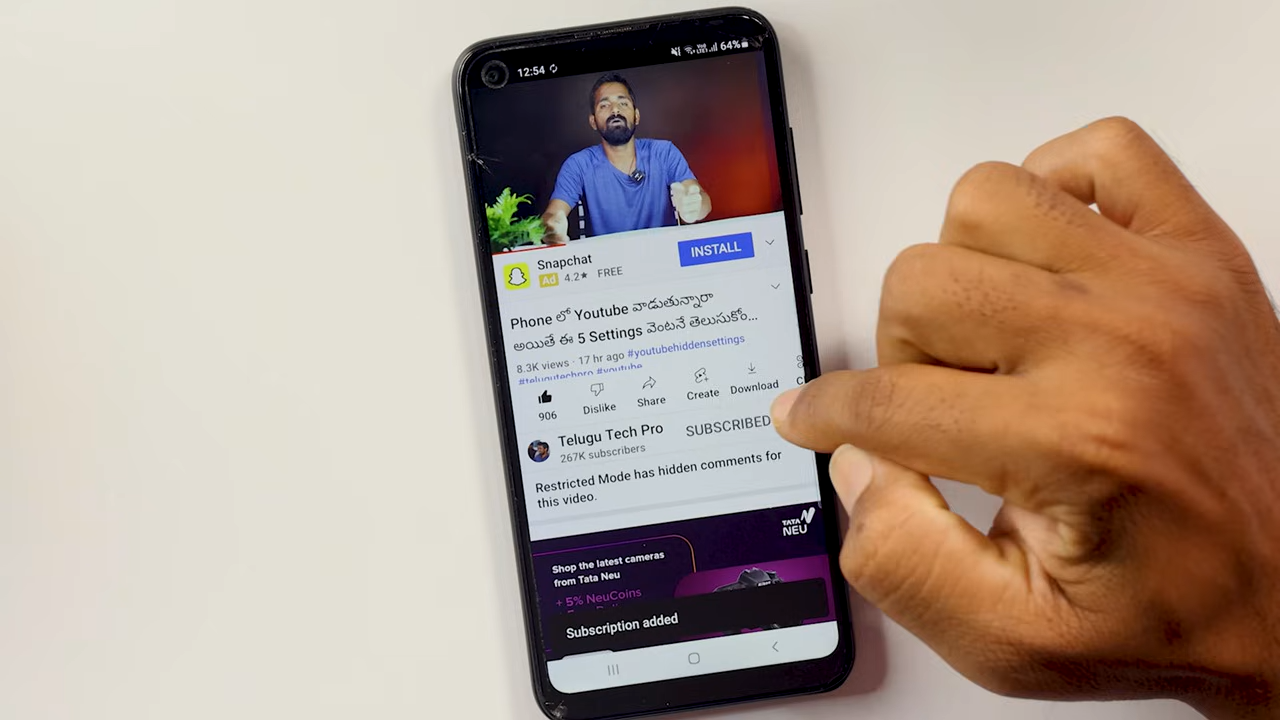 12:54
64%
Snapchat
Ad 4.2★ FREE
INSTALL
Phone లో Youtube వాడుతున్నారా
అయితే ఈ 5 Settings వెంటనే తెలుసుకోం...
8.3K views · 17 hr ago #youtubehiddensettings
#telugutechpro #youtube
906 Dislike Share Create Download
Telugu Tech Pro
267K subscribers
SUBSCRIBED
Restricted Mode has hidden comments for
this video.
TATA
NEU
Shop the latest cameras
from Tata Neu
+ 5% NeuCoins
Subscription added